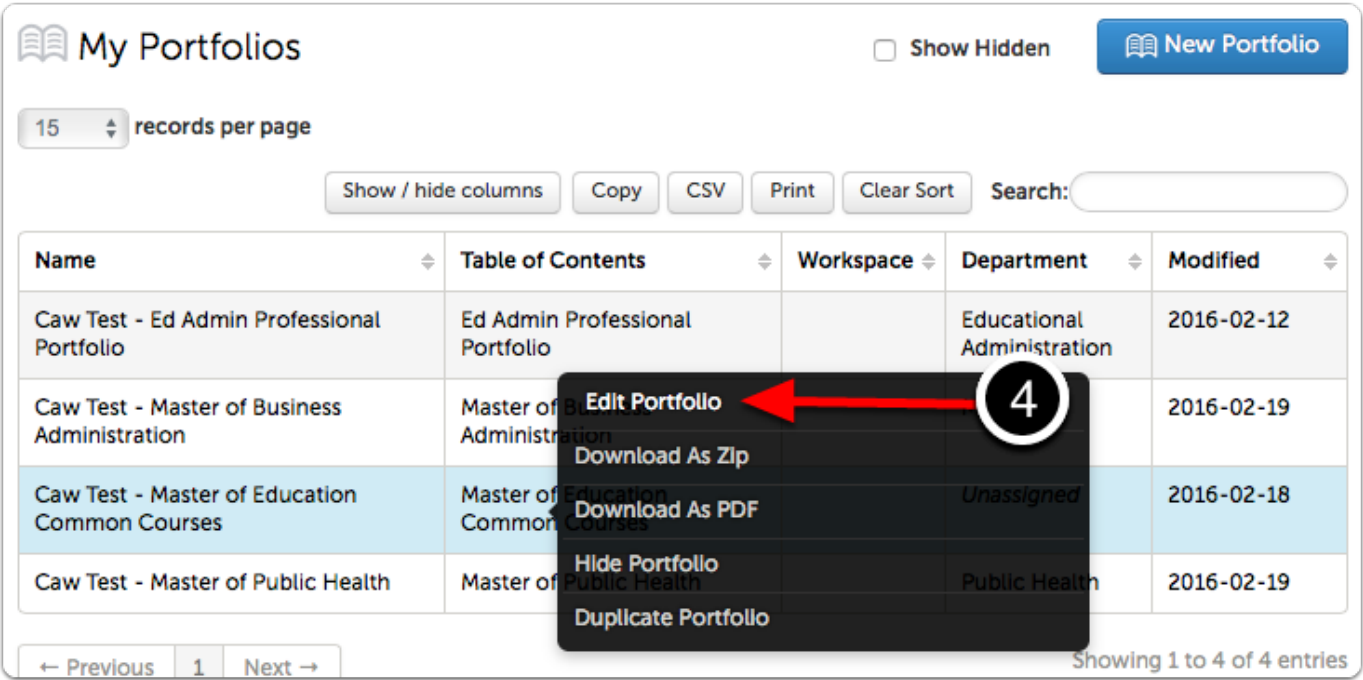 My Portfolios
Show Hidden
New Portfolio
15 records per page
Show / hide columns Copy CSV Print Clear Sort Search:
Name Table of Contents Workspace Department Modified
Caw Test - Ed Admin Professional Ed Admin Professional Educational 2016-02-12
Portfolio Portfolio Administration
Caw Test - Master of Business Master of Business 2016-02-19
Administration Administration
Edit Portfolio
4
Download As Zip
Caw Test - Master of Education Master of Education Unassigned 2016-02-18
Common Courses Common Courses
Download As PDF
Hide Portfolio
Caw Test - Master of Public Health Master of Public Health Public Health 2016-02-19
Duplicate Portfolio
← Previous 1 Next →
Showing 1 to 4 of 4 entries